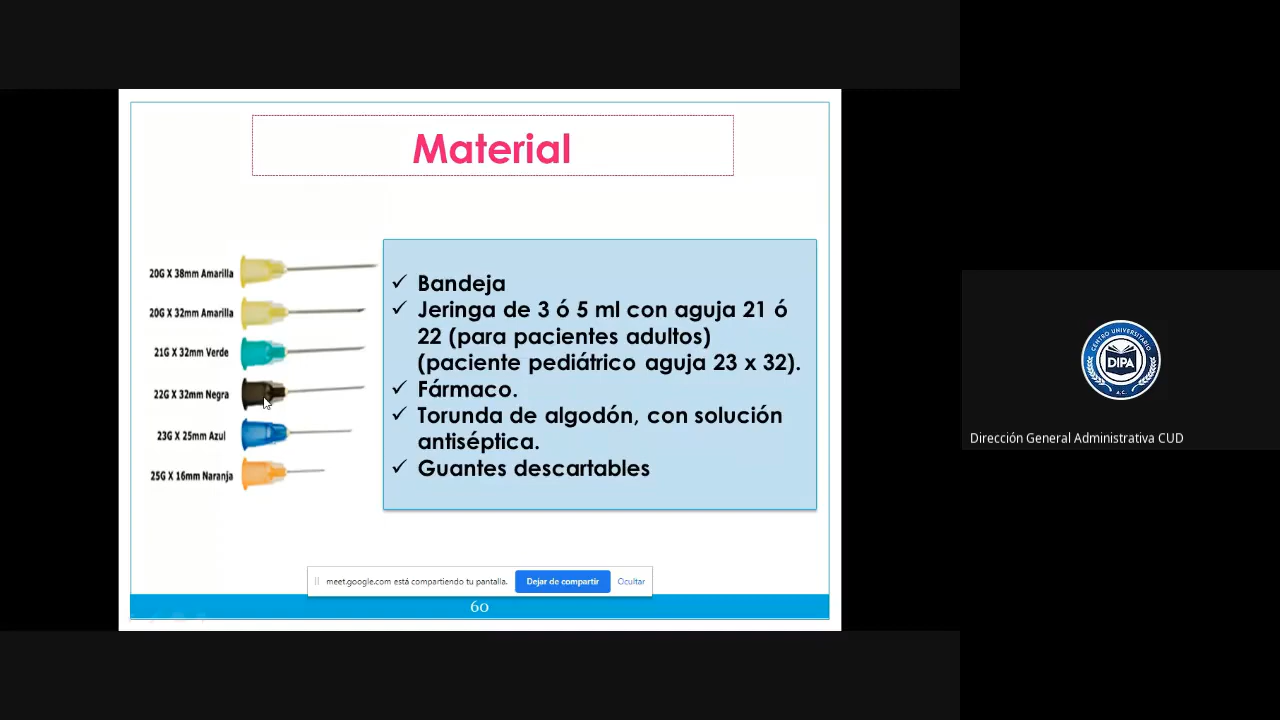 Material
20G X 38mm Amarilla
20G X 32mm Amarilla
21G X 32mm Verde
22G X 32mm Negra
23G X 25mm Azul
25G X 16mm Naranja
✓ Bandeja
✓ Jeringa de 3 ó 5 ml con aguja 21 ó
22 (para pacientes adultos)
(paciente pediátrico aguja 23 x 32).
✓ Fármaco.
✓ Torunda de algodón, con solución
antiséptica.
✓ Guantes descartables
meet.google.com está compartiendo tu pantalla. Dejar de compartir Ocultar
60
CENTRO UNIVERSITARIO
DIPA
A.C.
Dirección General Administrativa CUD